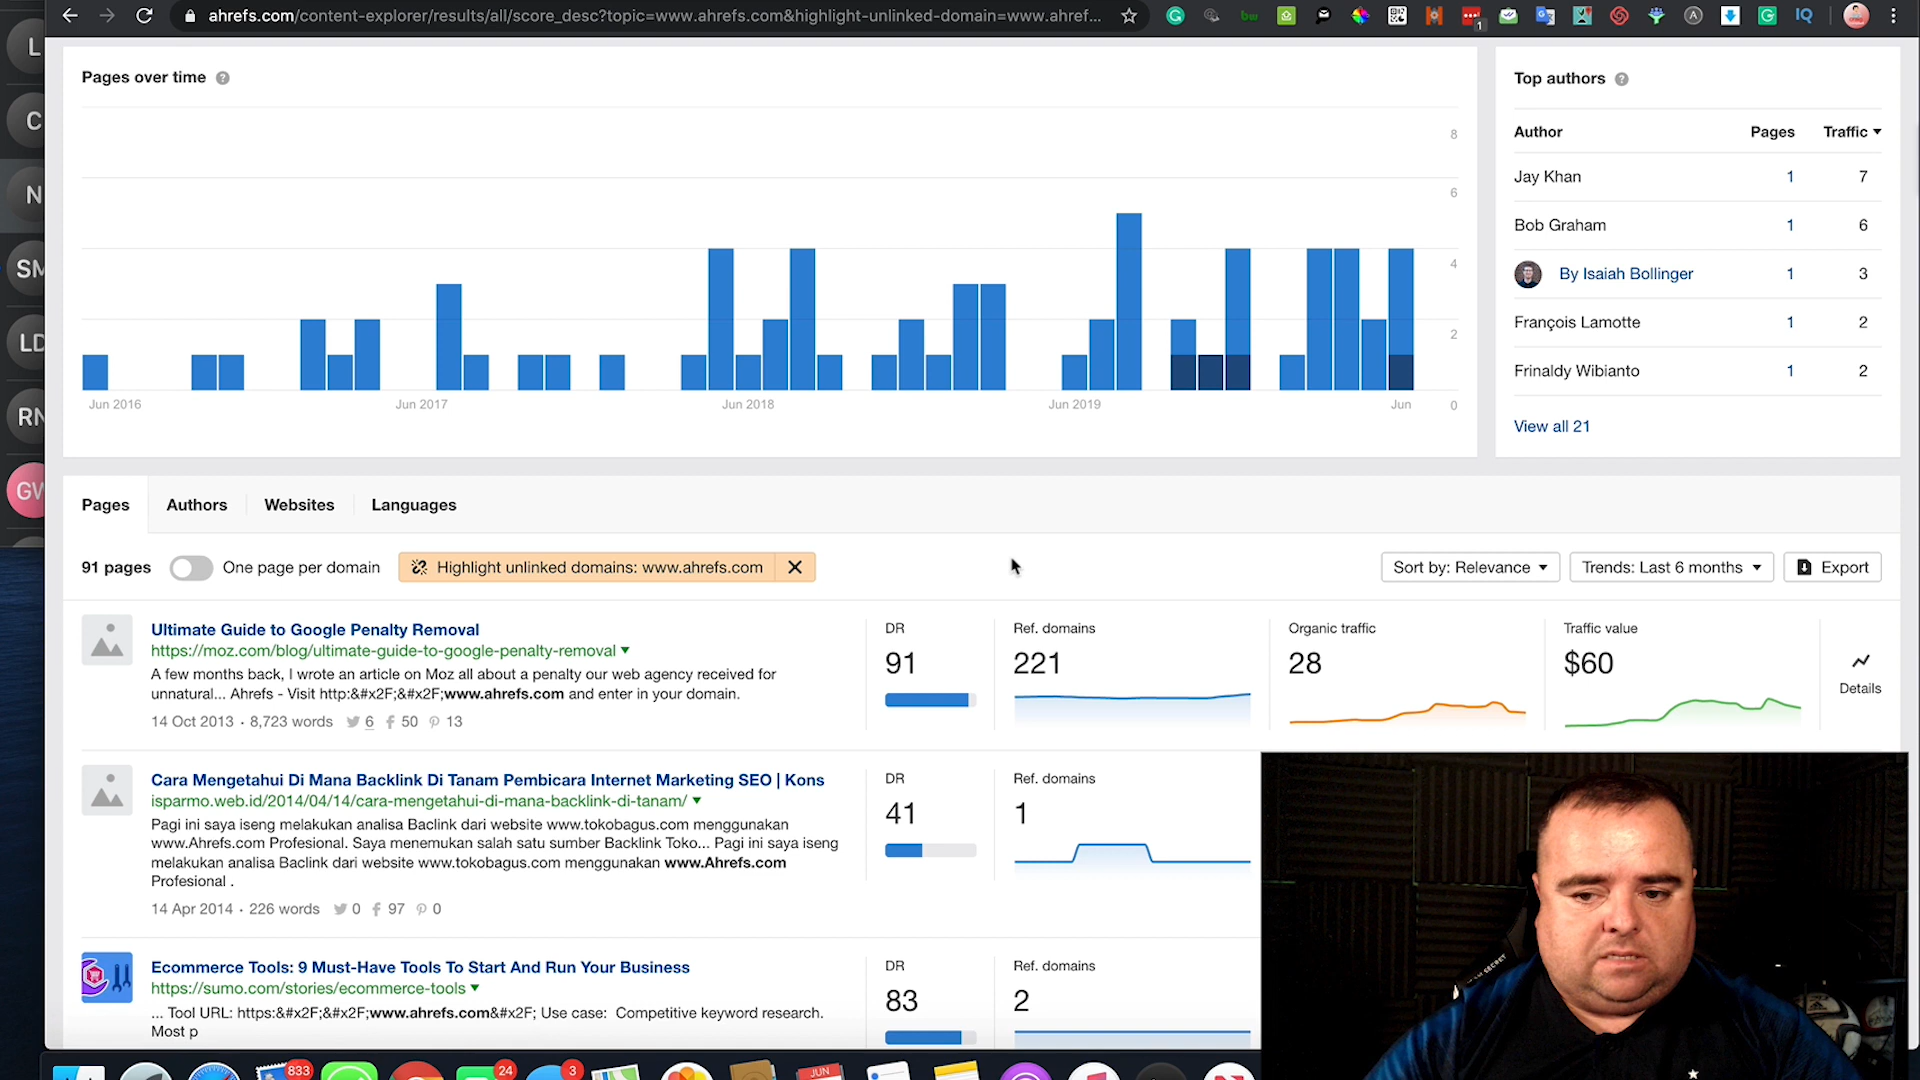 ahrefs.com/content-explorer/results/all/score_desc?topic=www.ahrefs.com&highlight-unlinked-domain=www.ahref...
bw
1
IQ
L
C
N
SM
LD
RN
GW
Pages over time ?
8
6
4
2
0
Jun 2016
Jun 2017
Jun 2018
Jun 2019
Jun
Top authors ?
Author Pages Traffic
Jay Khan 1 7
Bob Graham 1 6
By Isaiah Bollinger 1 3
François Lamotte 1 2
Frinaldy Wibianto 1 2
View all 21
Pages Authors Websites Languages
91 pages One page per domain Highlight unlinked domains: www.ahrefs.com Sort by: Relevance Trends: Last 6 months Export
Ultimate Guide to Google Penalty Removal
https://moz.com/blog/ultimate-guide-to-google-penalty-removal
A few months back, I wrote an article on Moz all about a penalty our web agency received for
unnatural... Ahrefs - Visit http:&#x2F;&#x2F;www.ahrefs.com and enter in your domain.
14 Oct 2013 · 8,723 words 6 50 13
DR
91
Ref. domains
221
Organic traffic
28
Traffic value
$60
Details
Cara Mengetahui Di Mana Backlink Di Tanam Pembicara Internet Marketing SEO | Kons
isparmo.web.id/2014/04/14/cara-mengetahui-di-mana-backlink-di-tanam/
Pagi ini saya iseng melakukan analisa Baclink dari website www.tokobagus.com menggunakan
www.Ahrefs.com Profesional. Saya menemukan salah satu sumber Backlink Toko... Pagi ini saya iseng
melakukan analisa Baclink dari website www.tokobagus.com menggunakan www.Ahrefs.com
Profesional .
14 Apr 2014 · 226 words 0 97 0
DR
41
Ref. domains
1
Ecommerce Tools: 9 Must-Have Tools To Start And Run Your Business
https://sumo.com/stories/ecommerce-tools
... Tool URL: https:&#x2F;&#x2F;www.ahrefs.com&#x2F; Use case: Competitive keyword research.
Most p
DR
83
Ref. domains
2
833
24
3
JUN